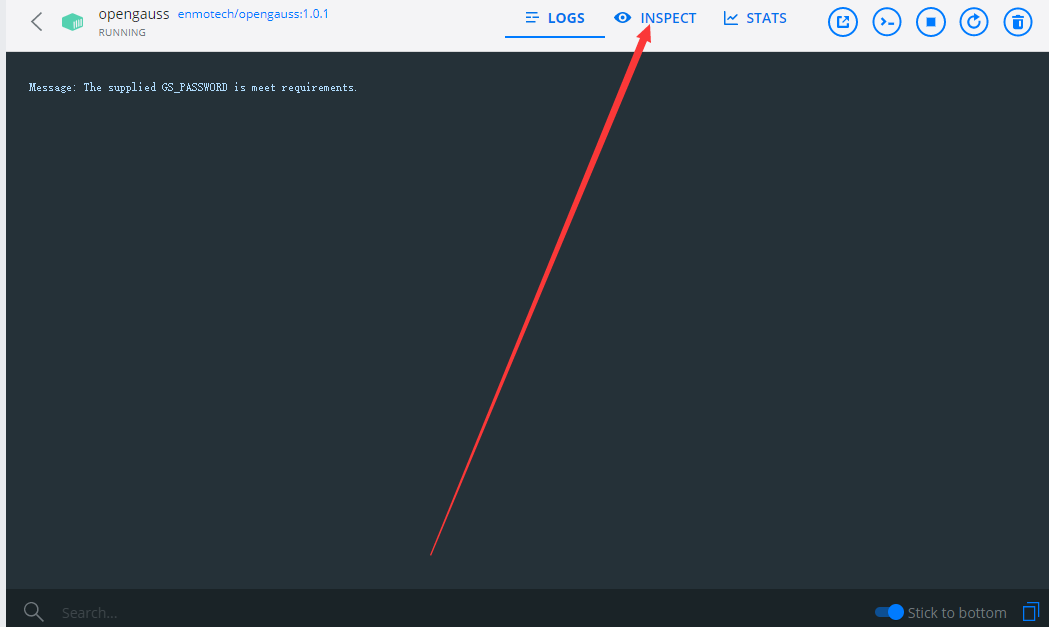 opengauss enmotech/opengauss:1.0.1
RUNNING
LOGS INSPECT STATS
Message: The supplied GS_PASSWORD is meet requirements.
Search... Stick to bottom